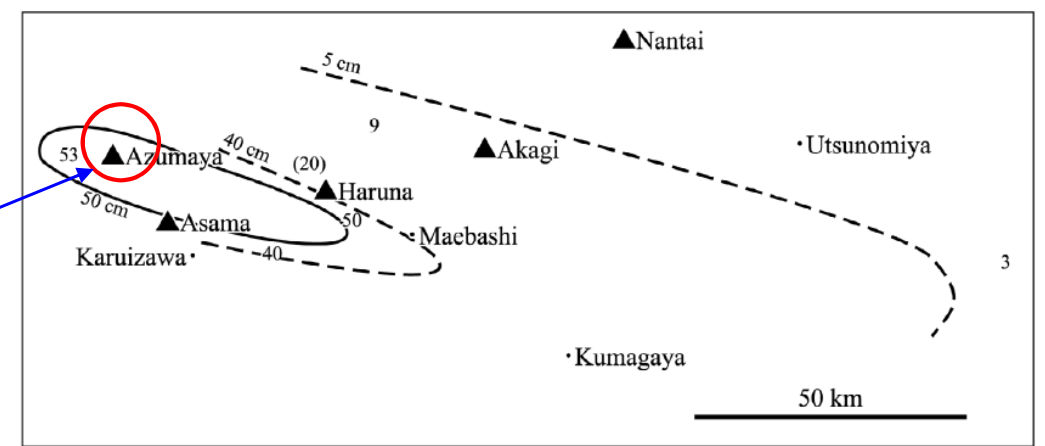 Nantai
5 cm
9
Utsunomiya
40 cm
Akagi
53
Azumaya
(20)
Haruna
50 cm
50
Asama
Maebashi
Karuizawa
40
3
Kumagaya
50 km